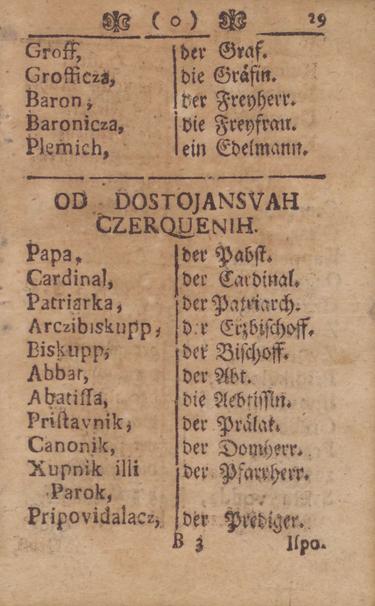 ( o ) 29
Groff, der Graf.
Grofficza, die Gräfin.
Baron, der Freyherr.
Baronicza, die Freyfrau.
Plemich, ein Edelmann.
OD DOSTOJANSVAH
CZERQUENIH.
Papa, der Pabst.
Cardinal, der Cardinal.
Patriarka, der Patriarch.
Arczibiskupp, der Erzbischoff.
Biskupp, der Bischoff.
Abbat, der Abt.
Abatiſſa, die Aebtiſſin.
Priſtavnik, der Prälat.
Canonik, der Domherr.
Xupnik illi der Pfarrherr.
Parok,
Pripovidalacz, der Prediger.
B 3 Iſpo.